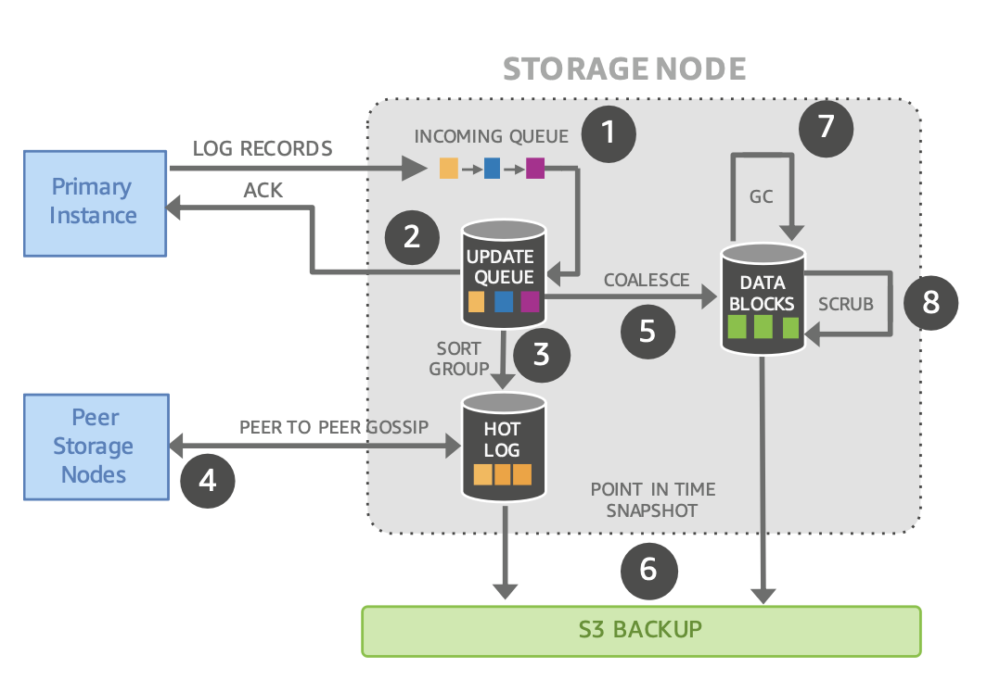 STORAGE NODE
INCOMING QUEUE
1
7
LOG RECORDS
Primary
Instance
ACK
GC
2
UPDATE
QUEUE
COALESCE
5
DATA
BLOCKS
SCRUB
8
SORT
GROUP
3
Peer
Storage
Nodes
PEER TO PEER GOSSIP
4
HOT
LOG
POINT IN TIME
SNAPSHOT
6
S3 BACKUP